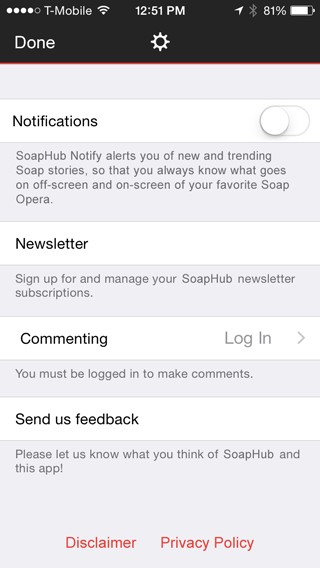 T-Mobile 12:51 PM 81%
Done
Notifications
SoapHub Notify alerts you of new and trending
Soap stories, so that you always know what goes
on off-screen and on-screen of your favorite Soap
Opera.
Newsletter
Sign up for and manage your SoapHub newsletter
subscriptions.
Commenting Log In
You must be logged in to make comments.
Send us feedback
Please let us know what you think of SoapHub and
this app!
Disclaimer Privacy Policy